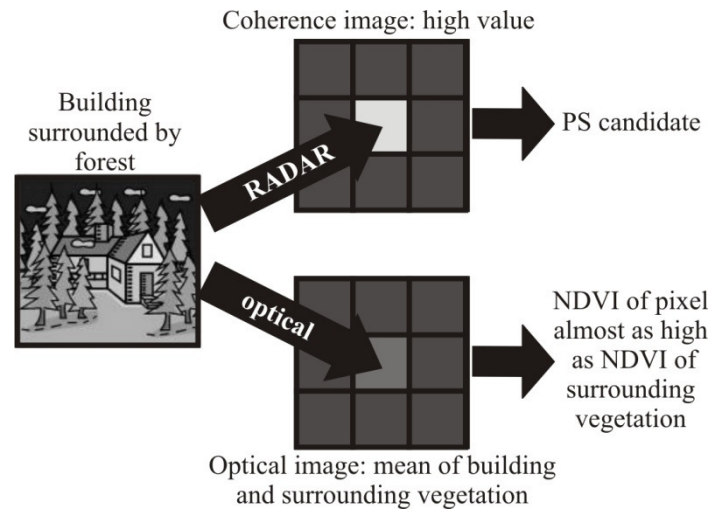 Coherence image: high value
Building
surrounded by
forest
RADAR
PS candidate
optical
NDVI of pixel
almost as high
as NDVI of
surrounding
vegetation
Optical image: mean of building
and surrounding vegetation